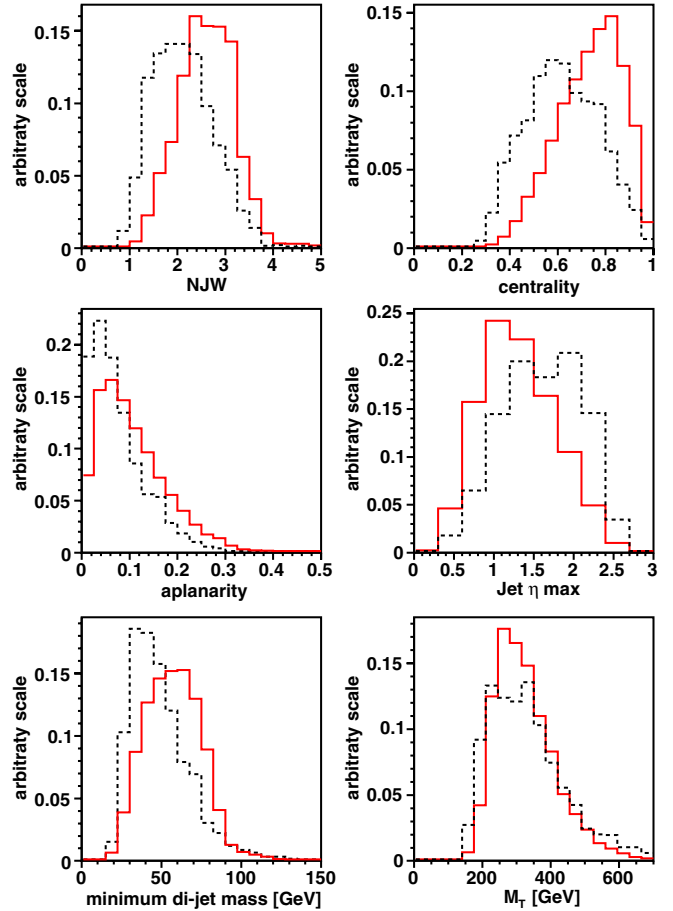 arbitraty scale
0.15
0.1
0.05
0
0 1 2 3 4 5
NJW
arbitraty scale
0.15
0.1
0.05
0
0 0.2 0.4 0.6 0.8 1
centrality
arbitraty scale
0.2
0.15
0.1
0.05
0
0 0.1 0.2 0.3 0.4 0.5
aplanarity
arbitraty scale
0.25
0.2
0.15
0.1
0.05
0
0 0.5 1 1.5 2 2.5 3
Jet η max
arbitraty scale
0.15
0.1
0.05
0
0 50 100 150
minimum di-jet mass [GeV]
arbitraty scale
0.15
0.1
0.05
0
0 200 400 600
M_T [GeV]